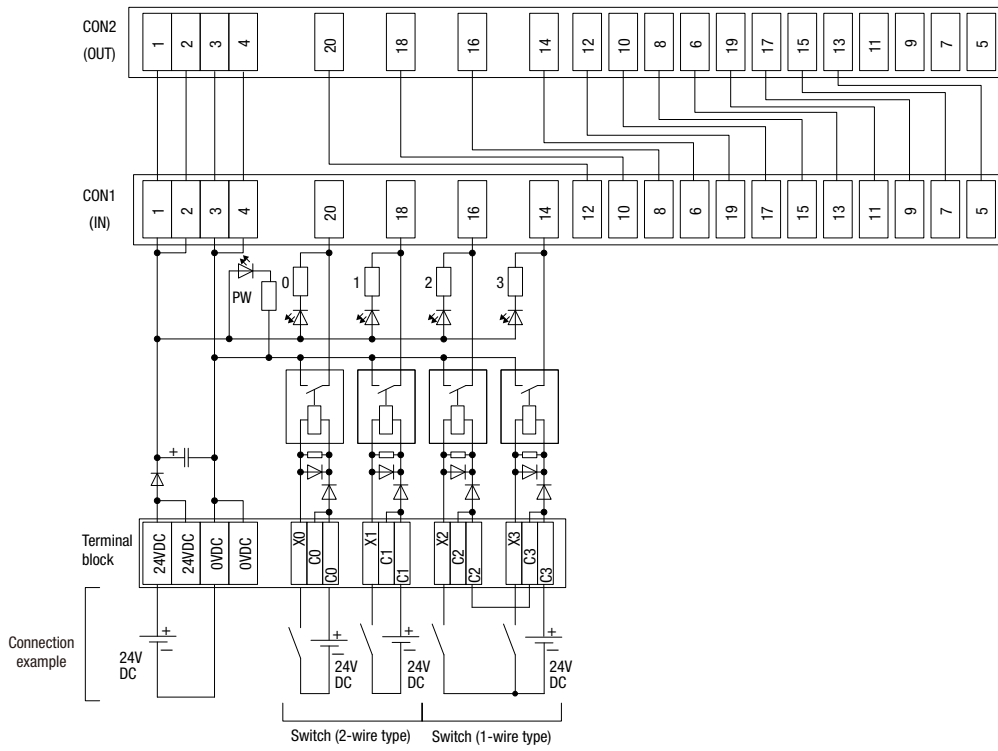 CON2
(OUT)
1 2 3 4 20 18 16 14 12 10 8 6 19 17 15 13 11 9 7 5
CON1
(IN)
1 2 3 4 20 18 16 14 12 10 8 6 19 17 15 13 11 9 7 5
PW 0 1 2 3
+
Terminal
block
24VDC 24VDC 0VDC 0VDC X0 C0 C0 X1 C1 C1 X2 C2 C2 X3 C3 C3
Connection
example
+ − + − + − + −
24V
DC
24V
DC
24V
DC
24V
DC
Switch (2-wire type) Switch (1-wire type)